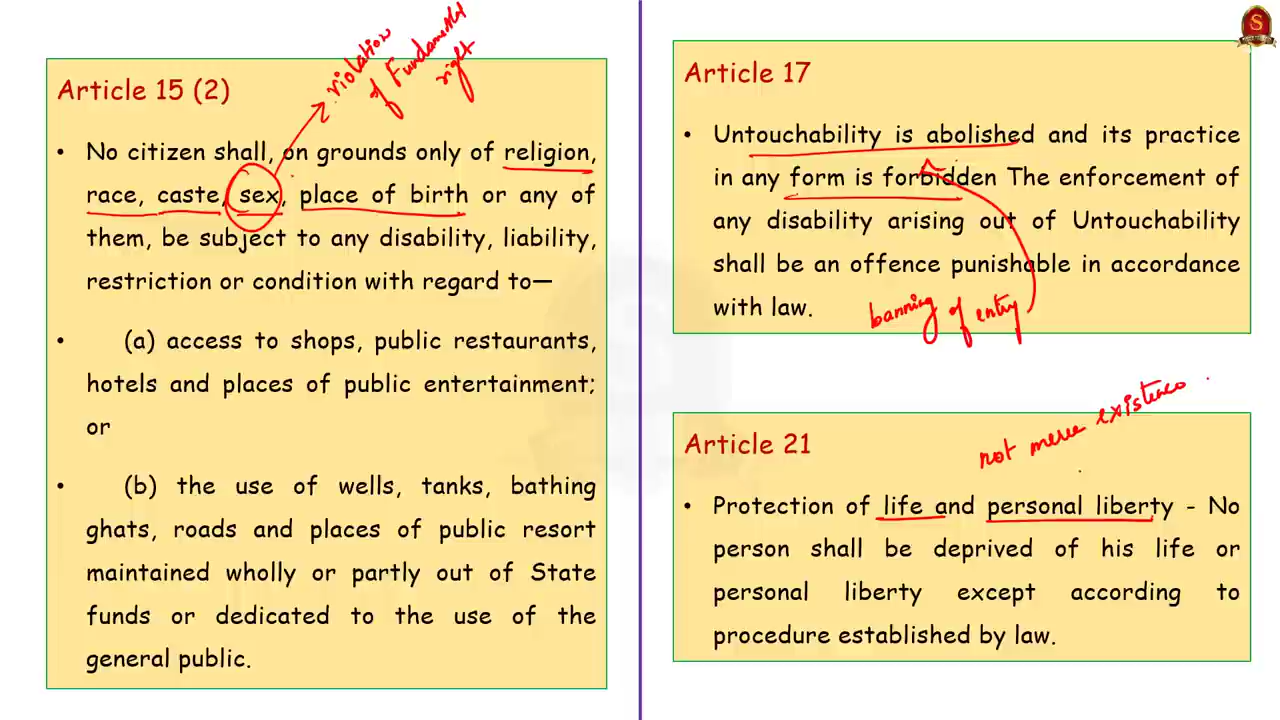 Article 15 (2)
violation
of Fundamental
right
• No citizen shall, on grounds only of religion,
race, caste, sex, place of birth or any of
them, be subject to any disability, liability,
restriction or condition with regard to—
• (a) access to shops, public restaurants,
hotels and places of public entertainment;
or
• (b) the use of wells, tanks, bathing
ghats, roads and places of public resort
maintained wholly or partly out of State
funds or dedicated to the use of the
general public.
S
Article 17
• Untouchability is abolished and its practice
in any form is forbidden The enforcement of
any disability arising out of Untouchability
shall be an offence punishable in accordance
with law.
banning of entry
Article 21
not mere existence
• Protection of life and personal liberty - No
person shall be deprived of his life or
personal liberty except according to
procedure established by law.